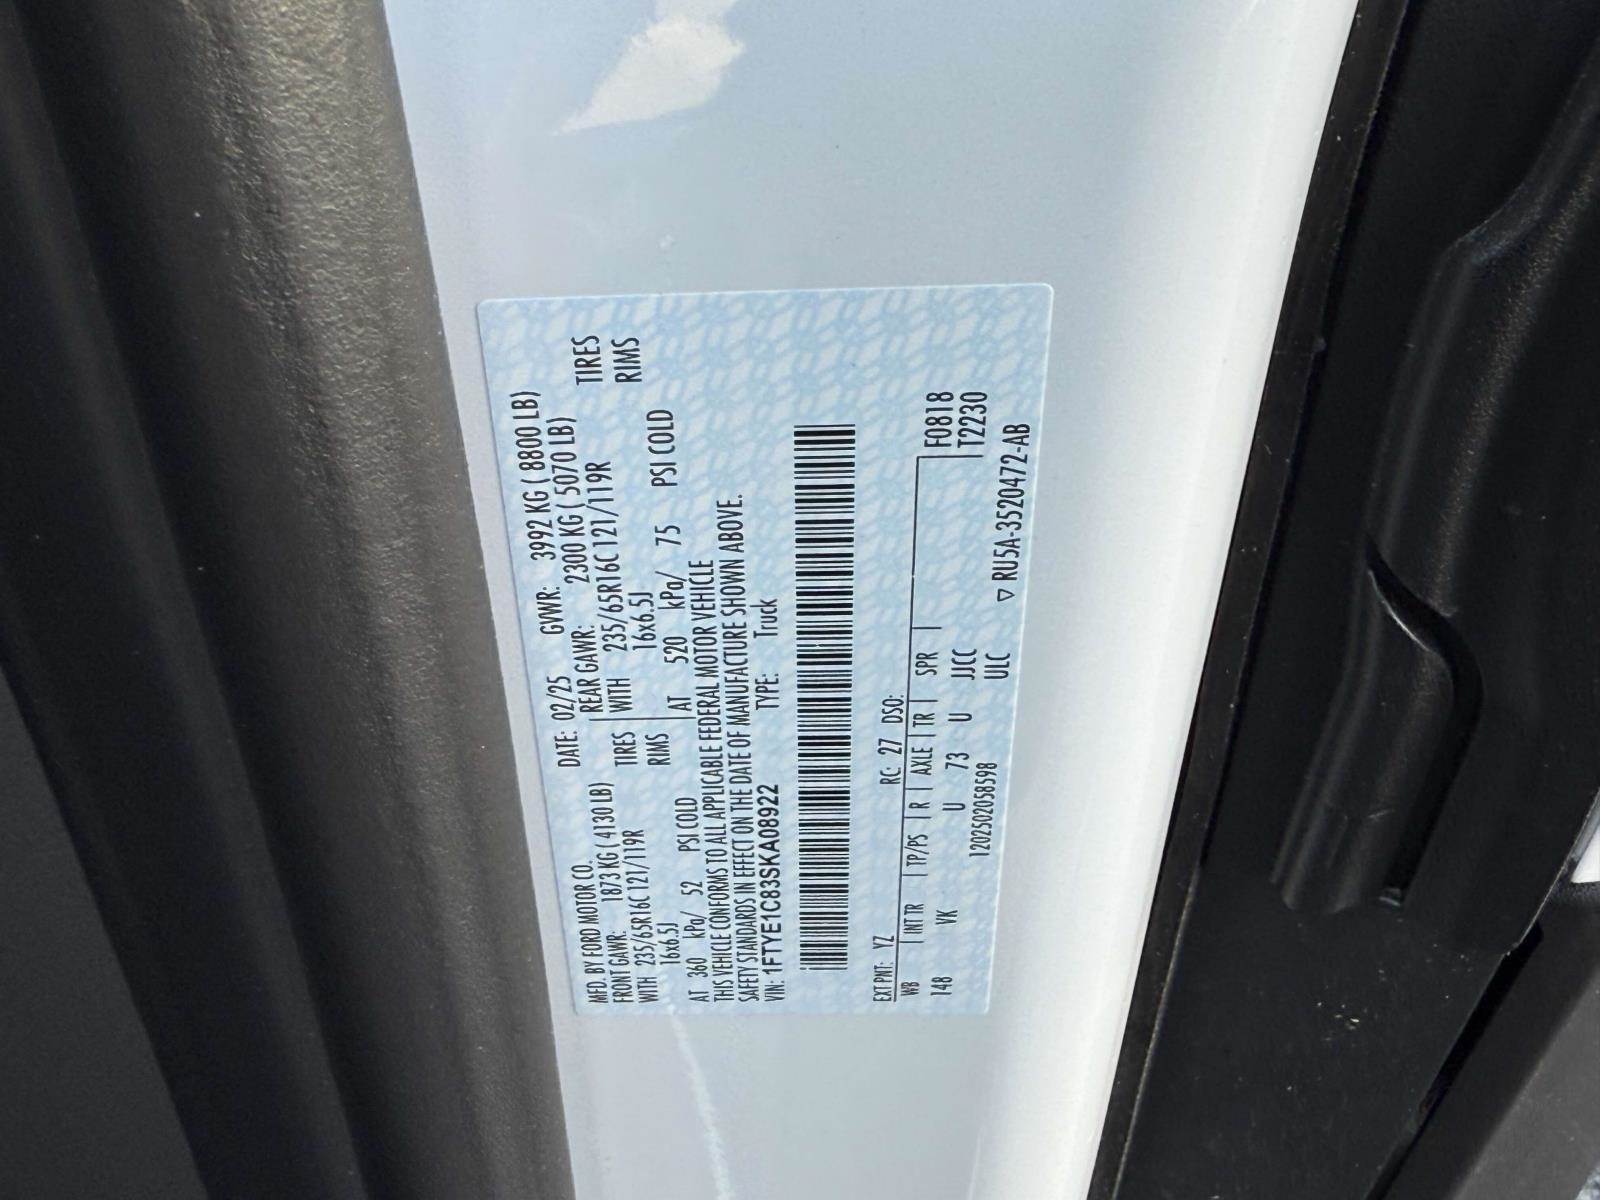 MFD. BY FORD MOTOR CO.
DATE: 02/25 GVWR: 3992 KG ( 8800 LB)
FRONT GAWR: 1873 KG ( 4130 LB) REAR GAWR: 2300 KG ( 5070 LB)
WITH 235/65R16C 121/119R TIRES WITH 235/65R16C 121/119R TIRES
16x6.5J RIMS 16x6.5J RIMS
AT 360 kPa/ 52 PSI COLD AT 520 kPa/ 75 PSI COLD
THIS VEHICLE CONFORMS TO ALL APPLICABLE FEDERAL MOTOR VEHICLE
SAFETY STANDARDS IN EFFECT ON THE DATE OF MANUFACTURE SHOWN ABOVE.
VIN: 1FTYE1C83SKA08922 TYPE: Truck
EXT PNT: YZ RC: 27 DSO: F0818
WB INT TR TP/PS R AXLE TR SPR T2230
148 VK U 73 U JJCC
120250205B598 ULC ▽ RU5A-3520472-AB